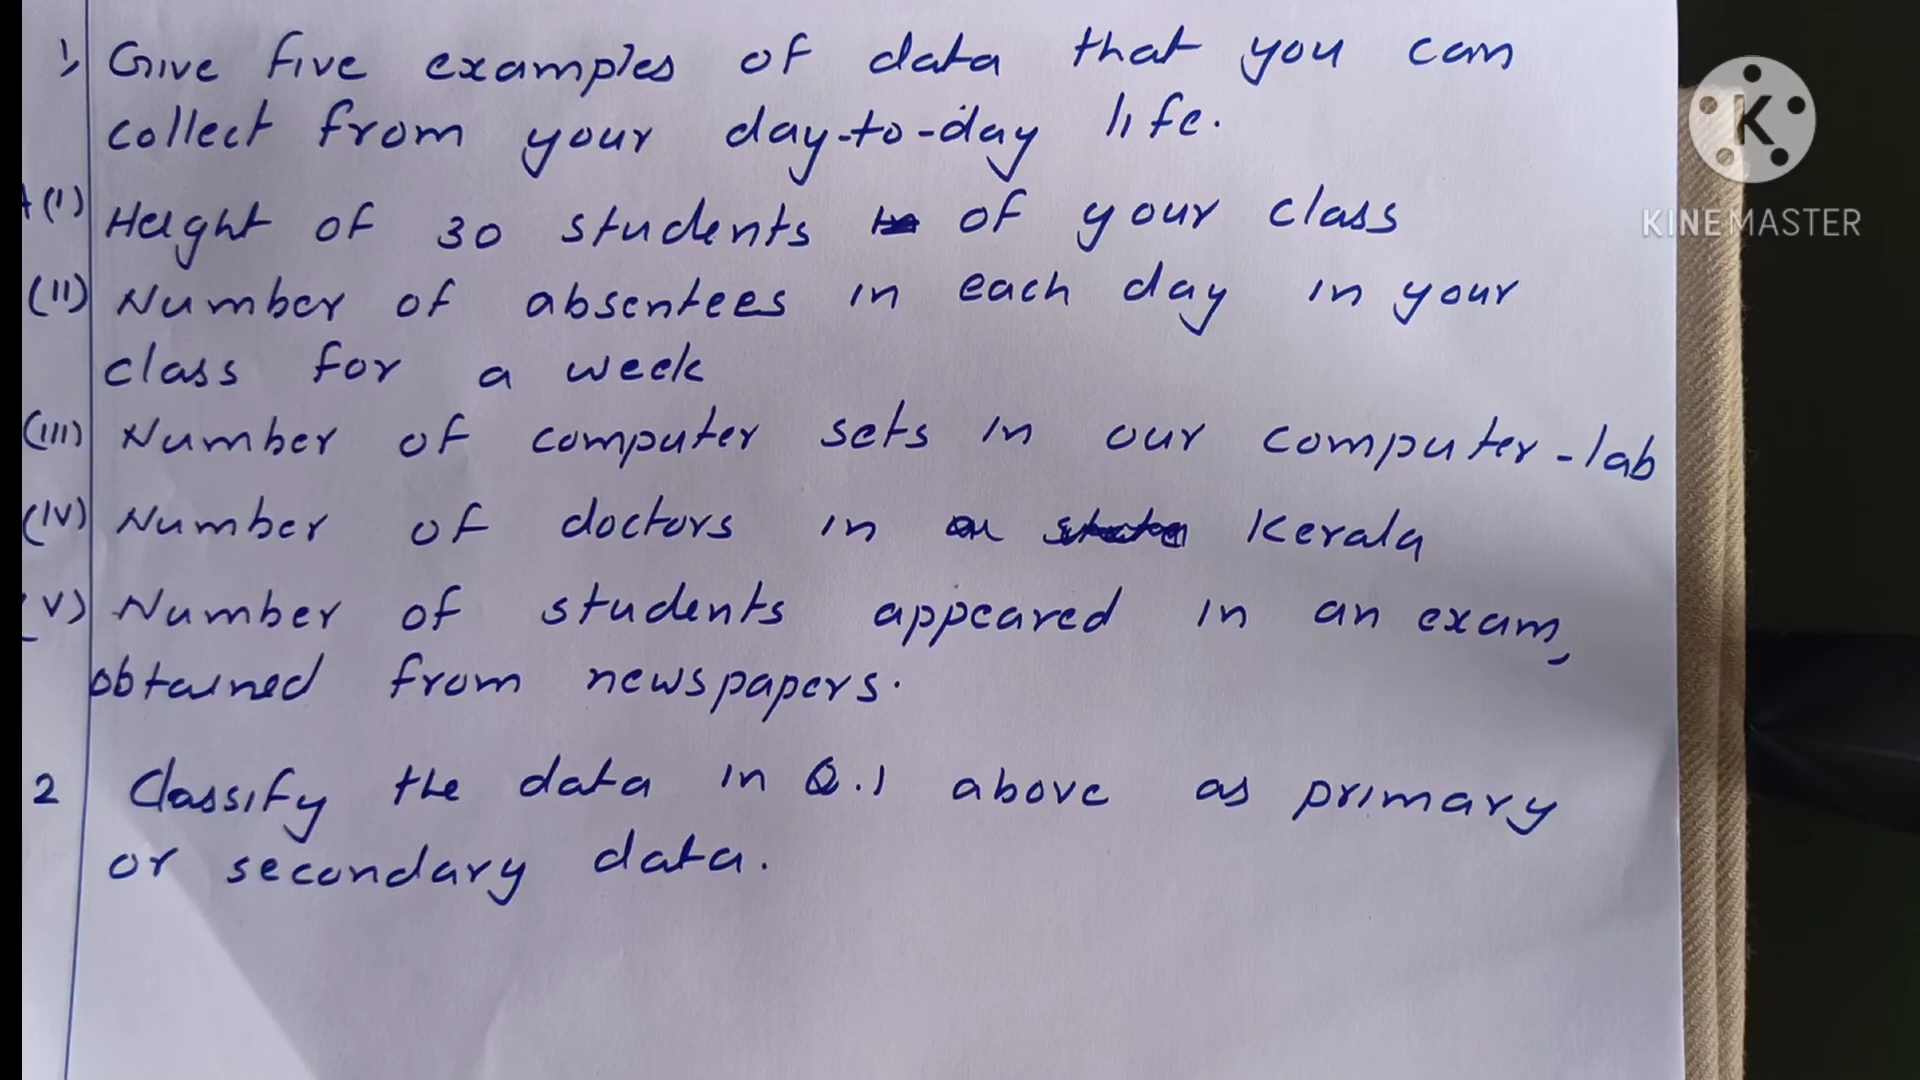 1, Give five examples of data that you can
collect from your day-to-day life.
A (i) Height of 30 students of your class
(ii) Number of absentees in each day in your
class for a week
(iii) Number of computer sets in our computer-lab
(iv) Number of doctors in Kerala
(v) Number of students appeared in an exam,
obtained from newspapers.
2 Classify the data in Q.1 above as primary
or secondary data.
K
KINEMASTER